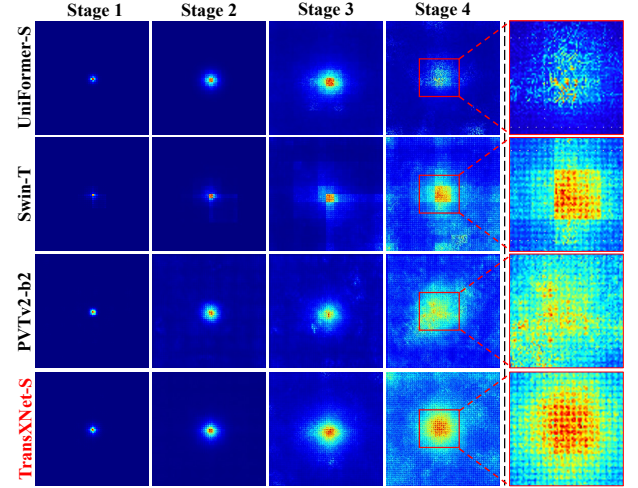 Stage 1
Stage 2
Stage 3
Stage 4
UniFormer-S
Swin-T
PVTv2-b2
TransXNet-S